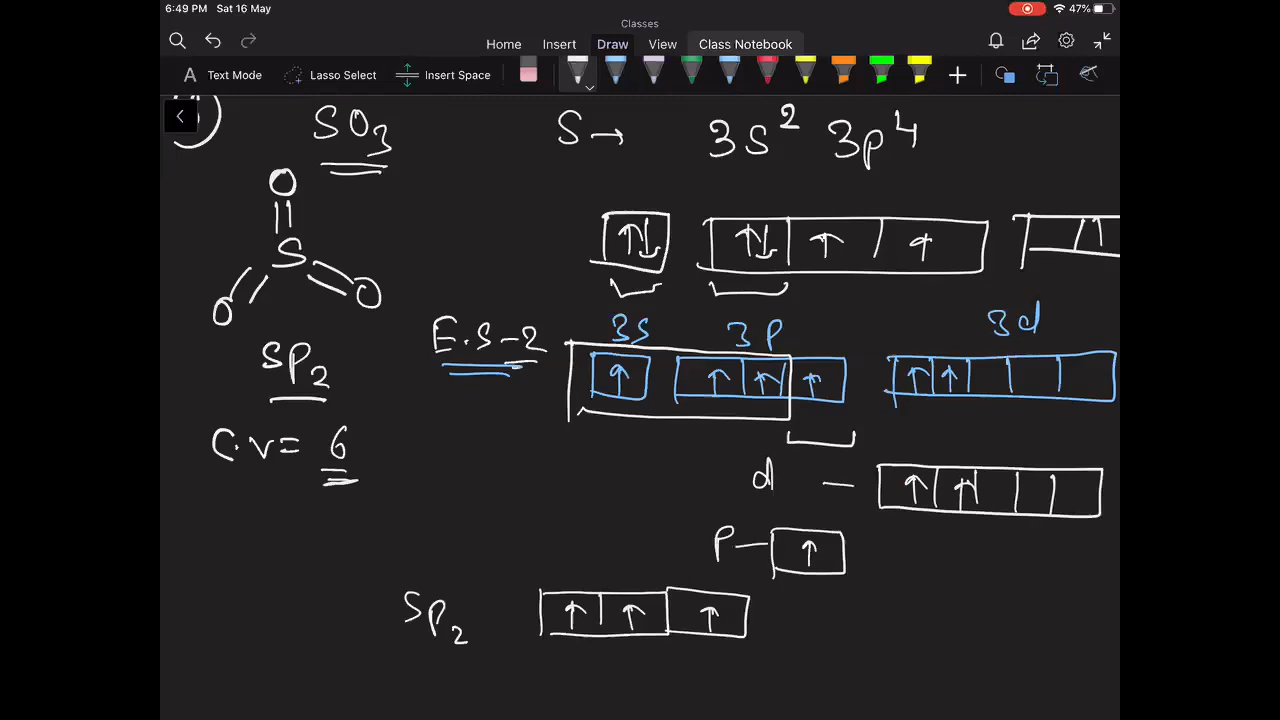 6:49 PM Sat 16 May
47%
Classes
Home Insert Draw View Class Notebook
Text Mode Lasso Select Insert Space
SO3 S → 3S2 3p4
O
S
O O
E.S-2 3S 3P 3d
SP2
C.V= 6
d —
P —
SP2